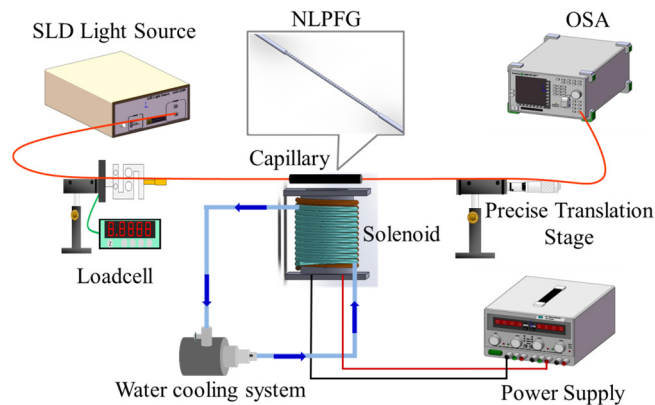 SLD Light Source
NLPFG
OSA
Capillary
Solenoid
Precise Translation
Stage
Loadcell
Water cooling system
Power Supply